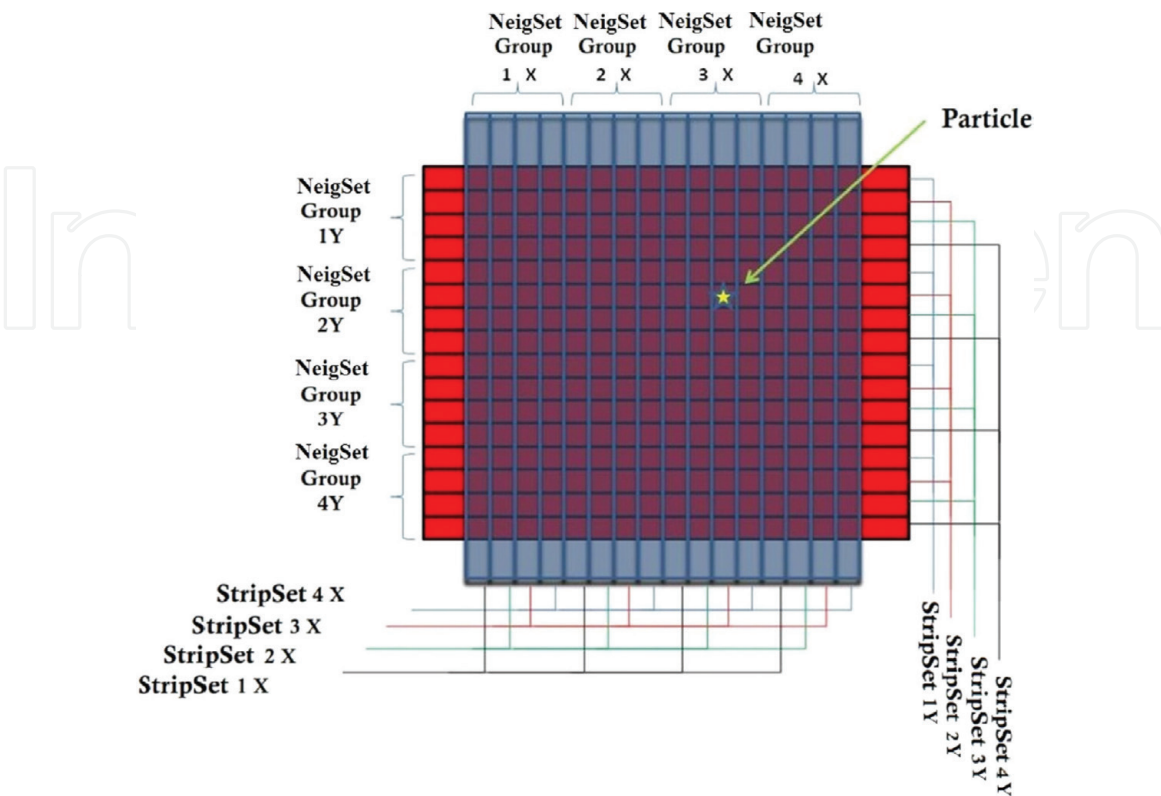 NeigSet NeigSet NeigSet NeigSet
Group Group Group Group
1 X 2 X 3 X 4 X
Particle
NeigSet
Group
1Y
NeigSet
Group
2Y
NeigSet
Group
3Y
NeigSet
Group
4Y
StripSet 4 X
StripSet 3 X
StripSet 2 X
StripSet 1 X
StripSet 1Y
StripSet 2Y
StripSet 3Y
StripSet 4Y